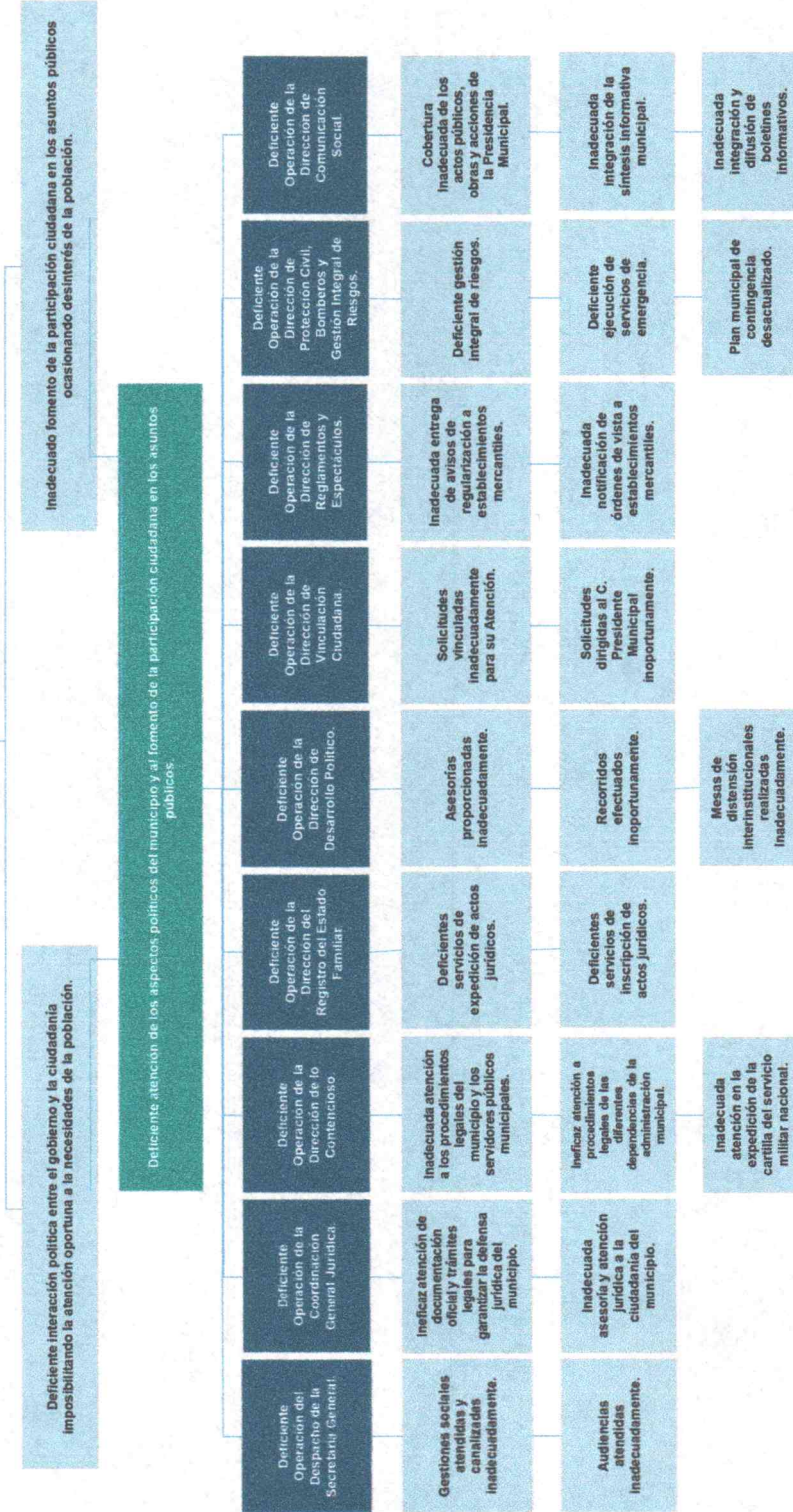 Deficiente interacción política entre el gobierno y la ciudadanía
imposibilitando la atención oportuna a la necesidades de la población.
Inadecuado fomento de la participación ciudadana en los asuntos públicos
ocasionando desinterés de la población.
Deficiente atención de los aspectos políticos del municipio y al fomento de la participación ciudadana en los asuntos
públicos.
Deficiente
Operación del
Despacho de la
Secretaría General.
Gestiones sociales
atendidas y
canalizadas
inadecuadamente.
Audiencias
atendidas
inadecuadamente.
Deficiente
Operación de la
Coordinación
General Jurídica.
Ineficaz atención de
documentación
oficial y trámites
legales para
garantizar la defensa
jurídica del
municipio.
Inadecuada
asesoría y atención
jurídica a la
ciudadanía del
municipio.
Deficiente
Operación de la
Dirección de lo
Contencioso.
Inadecuada atención
a los procedimientos
legales del
municipio y los
servidores públicos
municipales.
Ineficaz atención a
procedimientos
legales de las
diferentes
dependencias de la
administración
municipal.
Inadecuada
atención en la
expedición de la
cartilla del servicio
militar nacional.
Deficiente
Operación de la
Dirección del
Registro del Estado
Familiar.
Deficientes
servicios de
expedición de actos
jurídicos.
Deficientes
servicios de
inscripción de
actos jurídicos.
Deficiente
Operación de la
Dirección de
Desarrollo Político.
Asesorías
proporcionadas
inadecuadamente.
Recorridos
efectuados
inoportunamente.
Mesas de
distensión
interinstitucionales
realizadas
Inadecuadamente.
Deficiente
Operación de la
Dirección de
Vinculación
Ciudadana.
Solicitudes
vinculadas
inadecuadamente
para su Atención.
Solicitudes
dirigidas al C.
Presidente
Municipal
inoportunamente.
Deficiente
Operación de la
Dirección de
Reglamentos y
Espectáculos.
Inadecuada entrega
de avisos de
regularización a
establecimientos
mercantiles.
Inadecuada
notificación de
órdenes de vista a
establecimientos
mercantiles.
Deficiente
Operación de la
Dirección de
Protección Civil,
Bomberos y
Gestión Integral de
Riesgos.
Deficiente gestión
integral de riesgos.
Deficiente
ejecución de
servicios de
emergencia.
Plan municipal de
contingencia
desactualizado.
Deficiente
Operación de la
Dirección de
Comunicación
Social.
Cobertura
Inadecuada de los
actos públicos,
obras y acciones de
la Presidencia
Municipal.
Inadecuada
integración de la
síntesis informativa
municipal.
Inadecuada
integración y
difusión de
boletines
informativos.